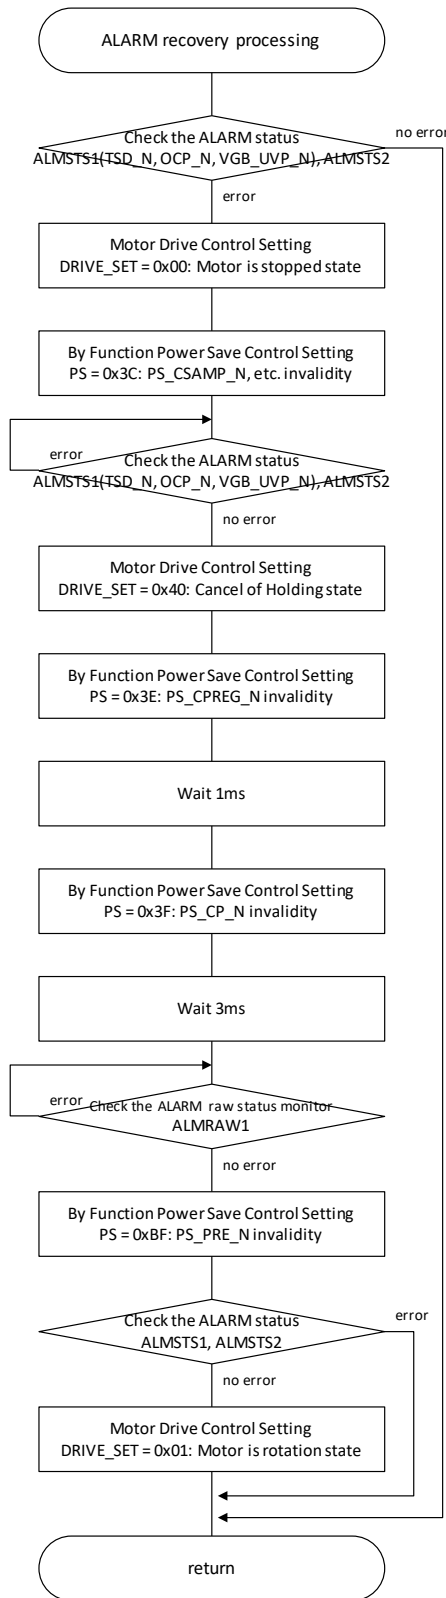 ALARM recovery processing
Check the ALARM status
no error
ALMSTS1(TSD_N, OCP_N, VGB_UVP_N), ALMSTS2
error
Motor Drive Control Setting
DRIVE_SET = 0x00: Motor is stopped state
By Function Power Save Control Setting
PS = 0x3C: PS_CSAMP_N, etc. invalidity
error
Check the ALARM status
ALMSTS1(TSD_N, OCP_N, VGB_UVP_N), ALMSTS2
no error
Motor Drive Control Setting
DRIVE_SET = 0x40: Cancel of Holding state
By Function Power Save Control Setting
PS = 0x3E: PS_CPREG_N invalidity
Wait 1ms
By Function Power Save Control Setting
PS = 0x3F: PS_CP_N invalidity
Wait 3ms
error
Check the ALARM raw status monitor
ALMRAW1
no error
By Function Power Save Control Setting
PS = 0xBF: PS_PRE_N invalidity
error
Check the ALARM status
ALMSTS1, ALMSTS2
no error
Motor Drive Control Setting
DRIVE_SET = 0x01: Motor is rotation state
return